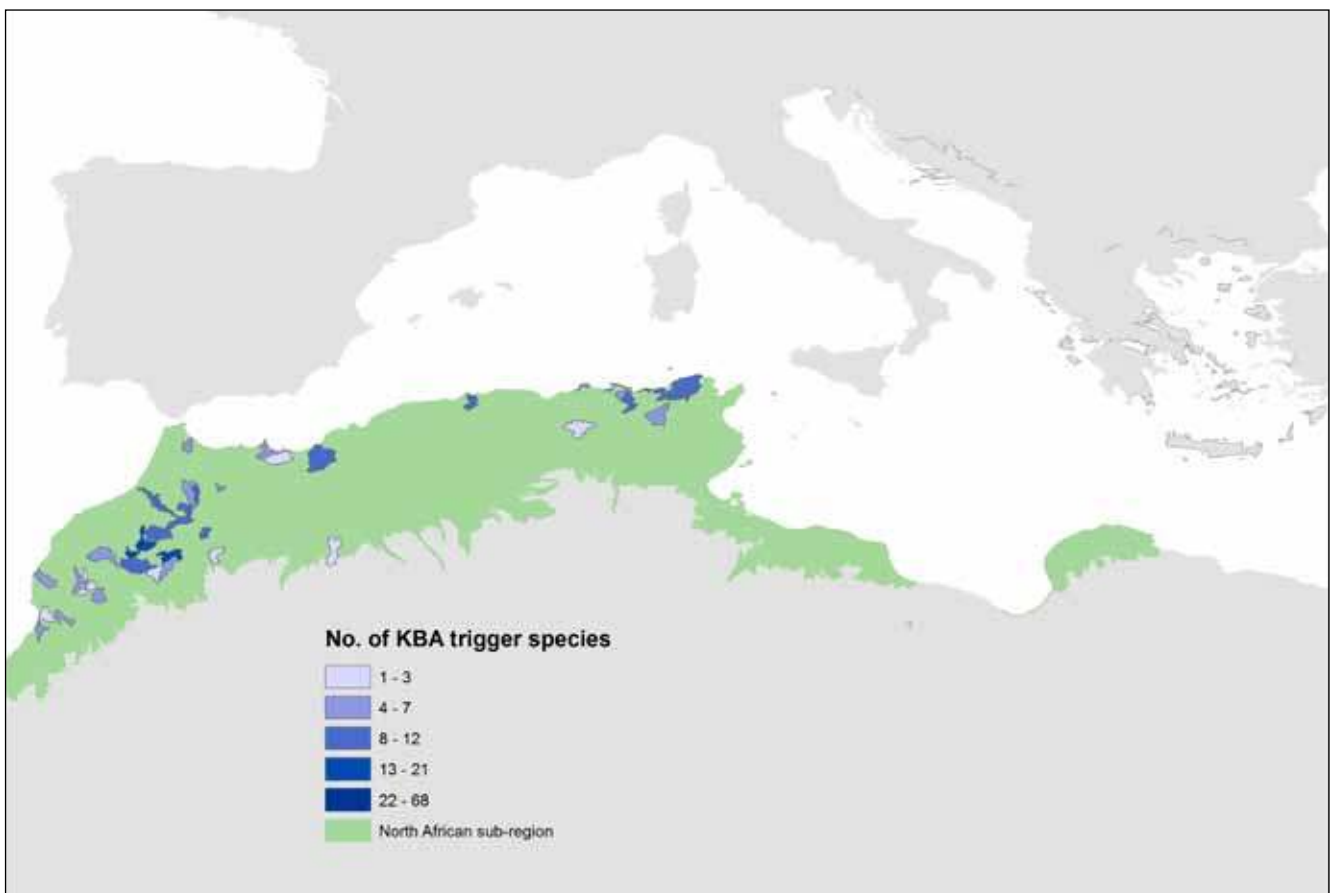 No. of KBA trigger species
1 - 3
4 - 7
8 - 12
13 - 21
22 - 68
North African sub-region